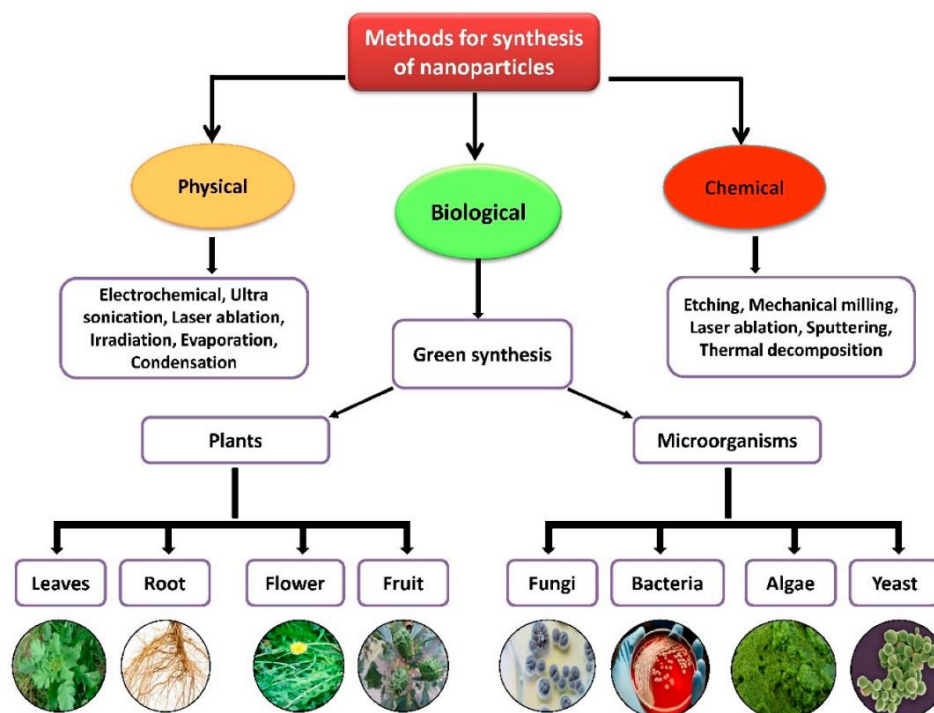 Methods for synthesis
of nanoparticles
Physical
Biological
Chemical
Electrochemical, Ultra
sonication, Laser ablation,
Irradiation, Evaporation,
Condensation
Green synthesis
Etching, Mechanical milling,
Laser ablation, Sputtering,
Thermal decomposition
Plants
Microorganisms
Leaves
Root
Flower
Fruit
Fungi
Bacteria
Algae
Yeast